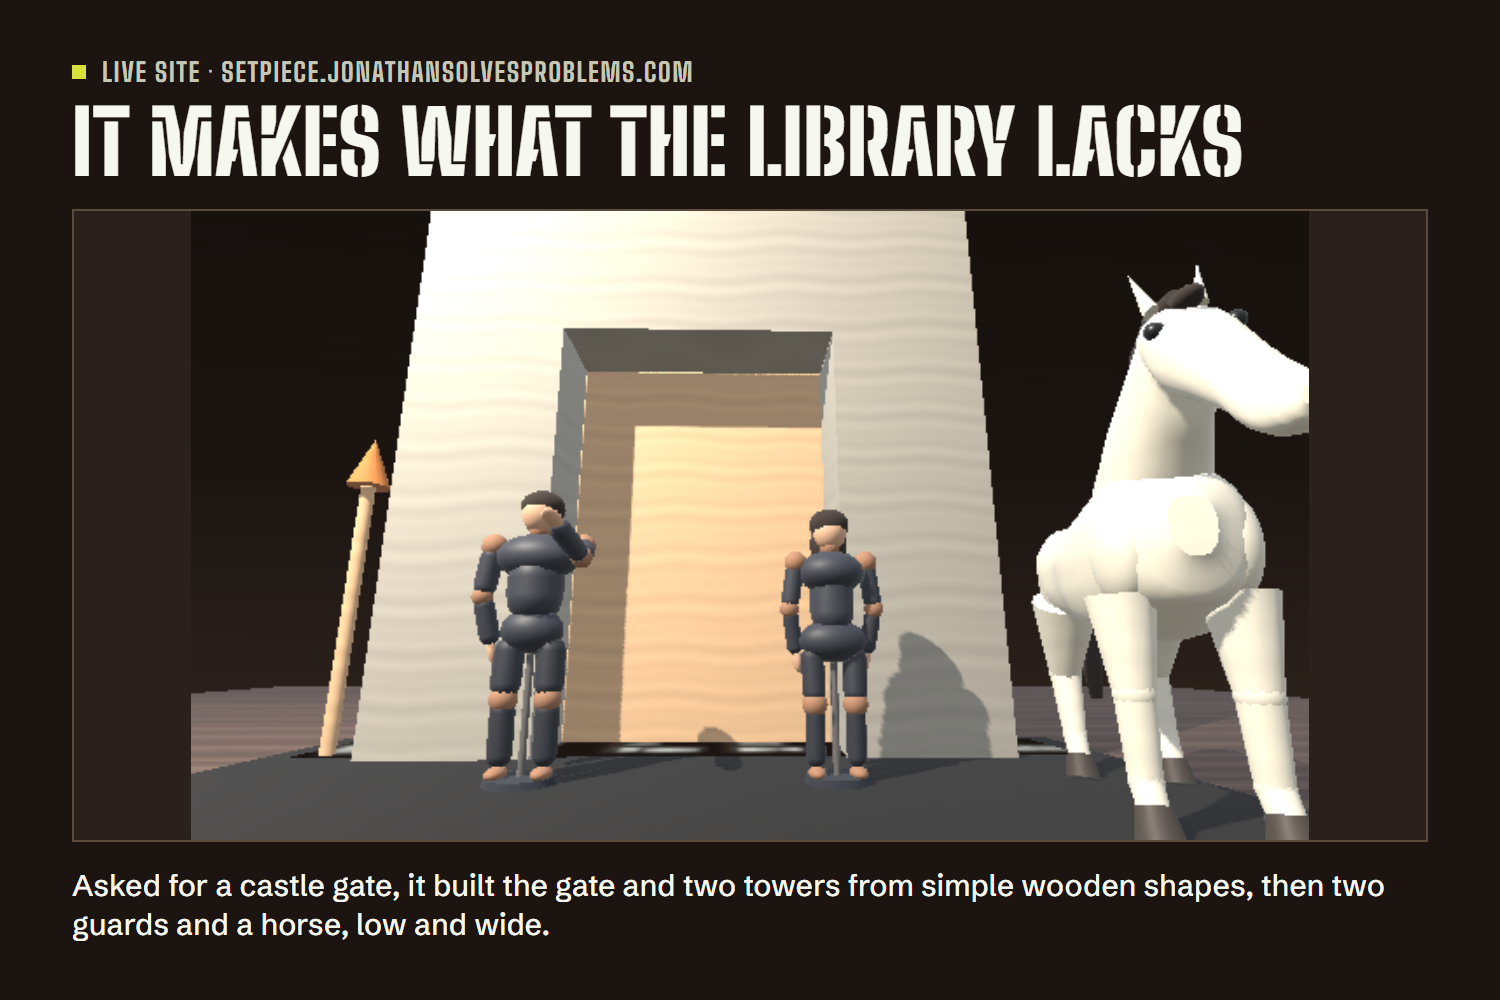 LIVE SITE · SETPIECE.JONATHANSOLVESPROBLEMS.COM
IT MAKES WHAT THE LIBRARY LACKS
Asked for a castle gate, it built the gate and two towers from simple wooden shapes, then two
guards and a horse, low and wide.